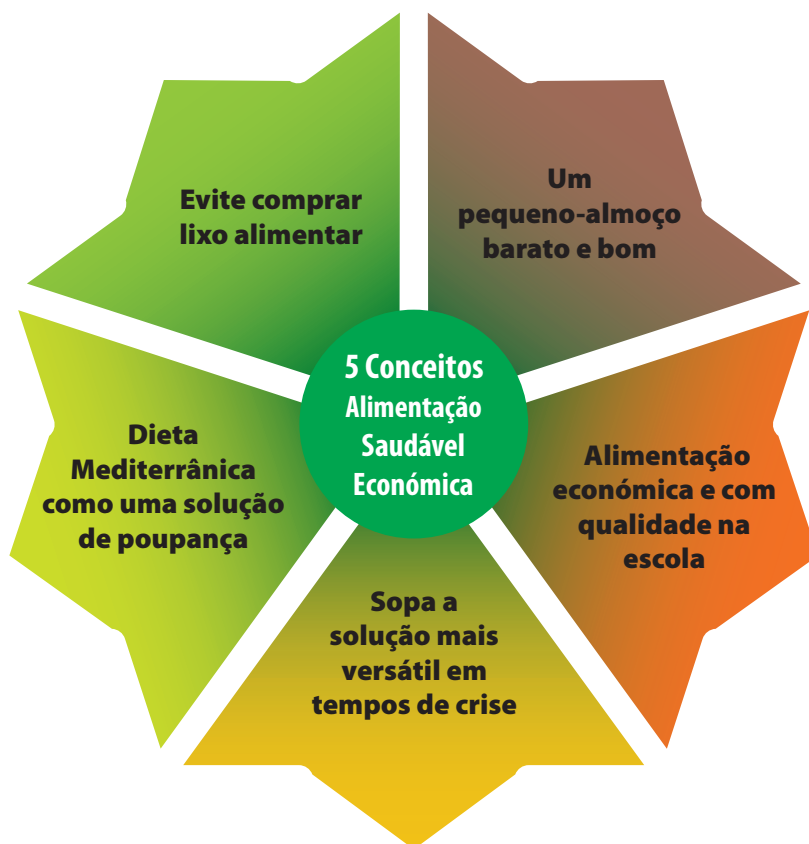 5 Conceitos
Alimentação
Saudável
Económica
Um
pequeno-almoço
barato e bom
Alimentação
económica e com
qualidade na
escola
Sopa a
solução mais
versátil em
tempos de crise
Dieta
Mediterrânica
como uma solução
de poupança
Evite comprar
lixo alimentar